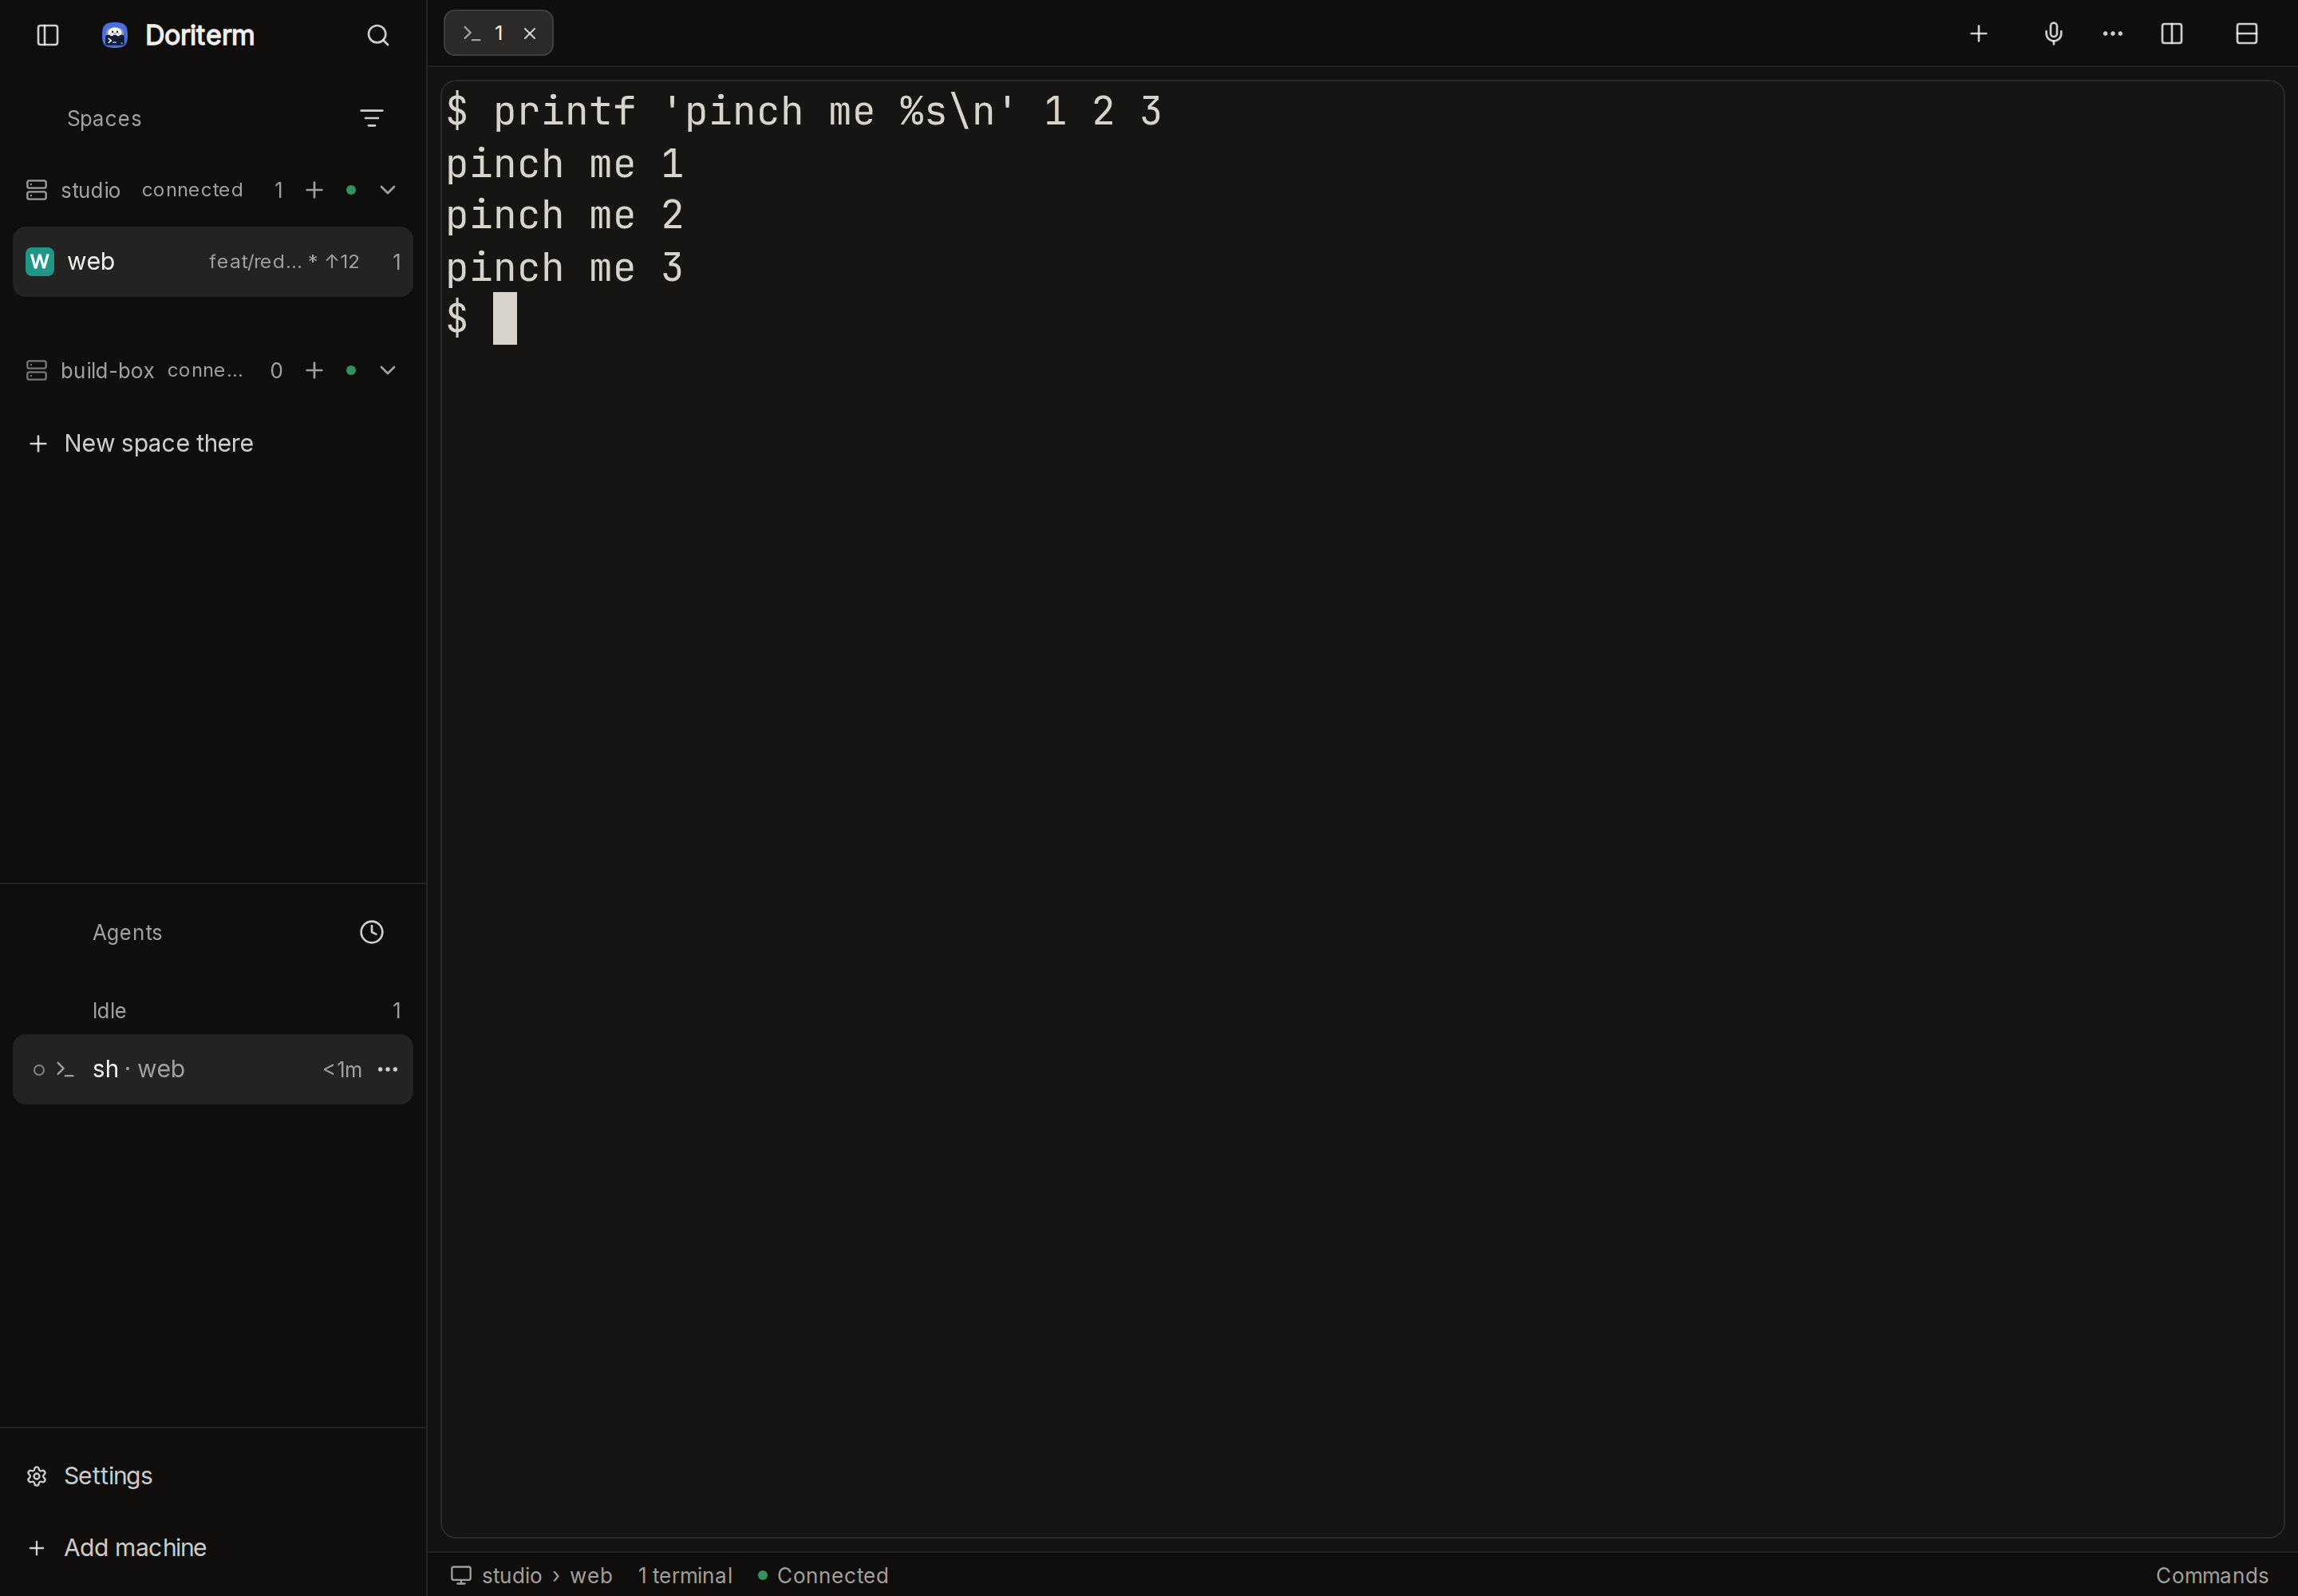 Doriterm
Spaces
studio connected 1
W web feat/red... * ↑12 1
build-box conne... 0
New space there
Agents
Idle 1
sh · web <1m
Settings
Add machine
1
$ printf 'pinch me %s\n' 1 2 3
pinch me 1
pinch me 2
pinch me 3
$
studio › web 1 terminal Connected
Commands